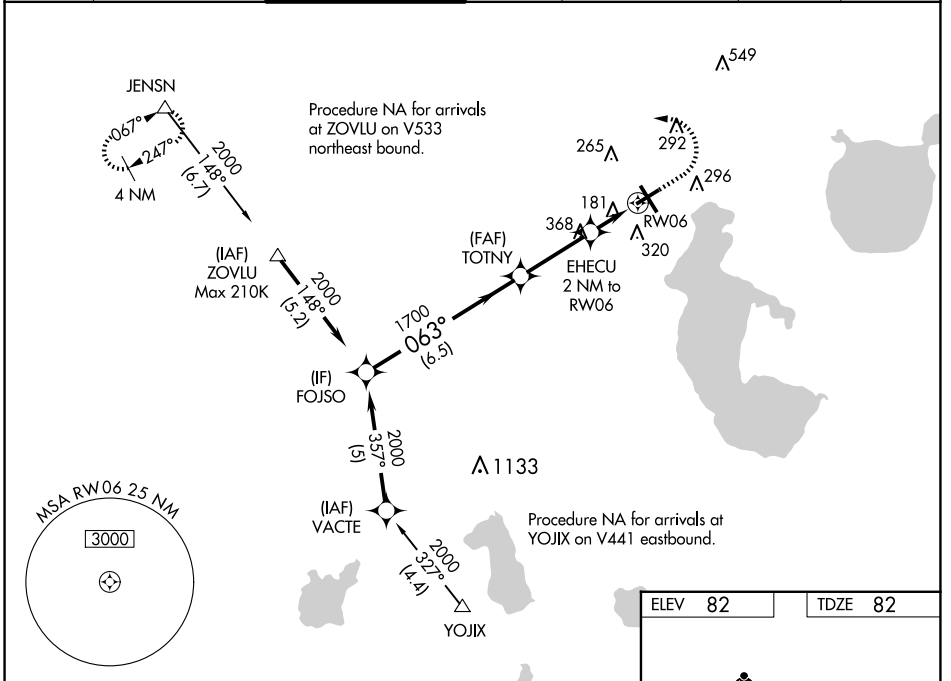 549
JENSN
Procedure NA for arrivals
at ZOVLU on V533
northeast bound.
067°
247°
4 NM
2000
148°
(6.7)
292
265
296
181
368
RW06
320
(FAF)
TOTNY
EHECU
2 NM to
RW06
(IAF)
ZOVLU
Max 210K
2000
148°
(5.2)
1700
063°
(6.5)
(IF)
FOJSO
2000
357°
(5)
1133
MSA RW06 25 NM
3000
(IAF)
VACTE
Procedure NA for arrivals at
YOJIX on V441 eastbound.
2000
327°
(4.4)
YOJIX
ELEV 82
TDZE 82